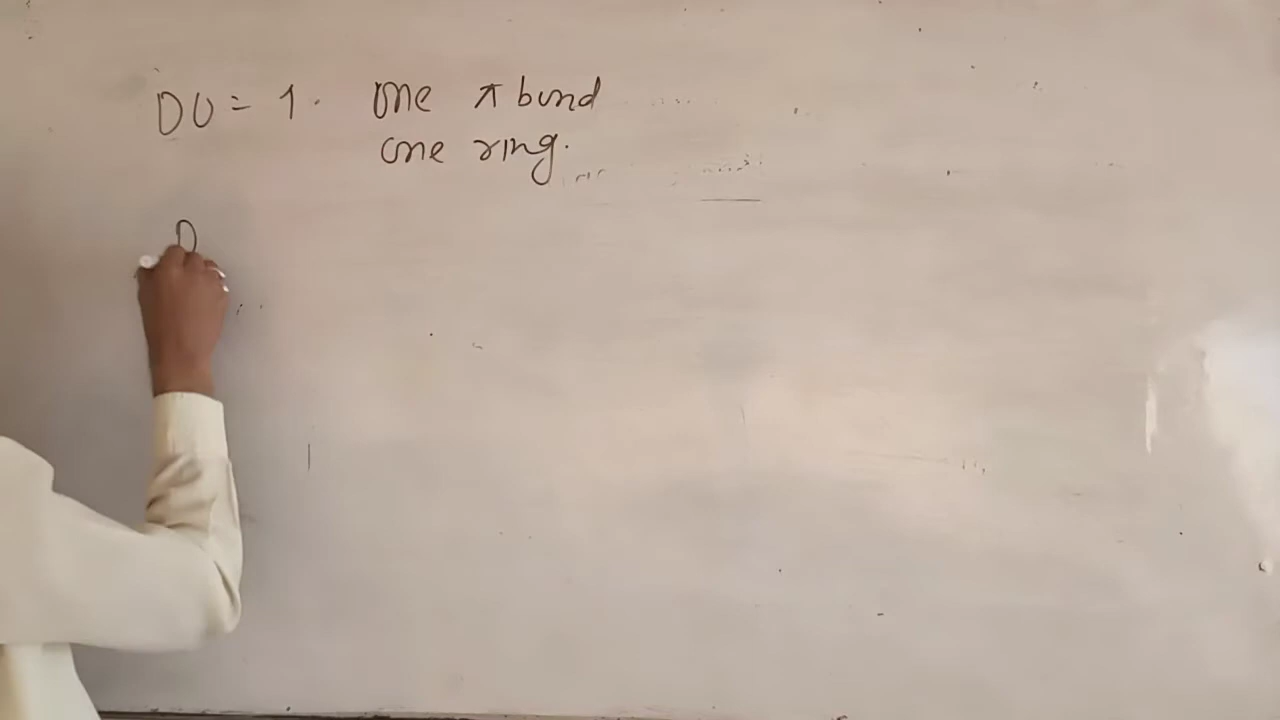 DU = 1. one π bond
one ring.
D